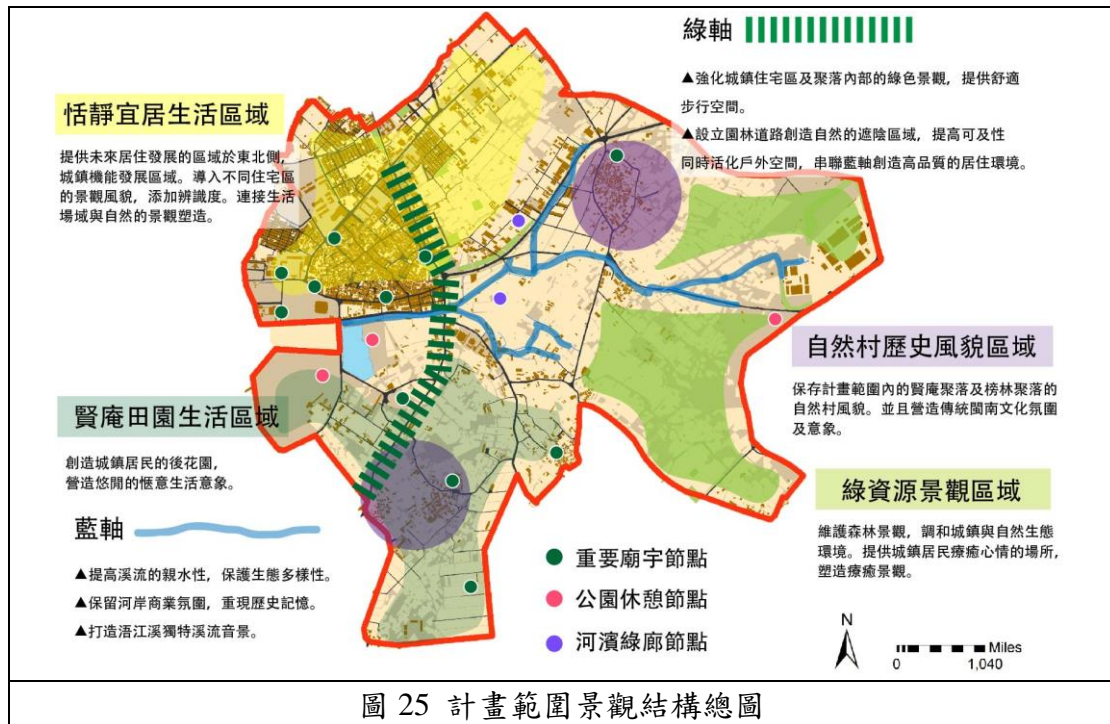 綠軸
▲強化城鎮住宅區及聚落內部的綠色景觀，提供舒適
步行空間。
▲設立園林道路創造自然的遮陰區域，提高可及性
同時活化戶外空間，串聯藍軸創造高品質的居住環境。
恬靜宜居生活區域
提供未來居住發展的區域於東北側，
城鎮機能發展區域。導入不同住宅區
的景觀風貌，添加辨識度。連接生活
場域與自然的景觀塑造。
自然村歷史風貌區域
保存計畫範圍內的賢庵聚落及榜林聚落的
自然村風貌。並且營造傳統閩南文化氛圍
及意象。
賢庵田園生活區域
創造城鎮居民的後花園，
營造悠閒的愜意生活意象。
綠資源景觀區域
維護森林景觀，調和城鎮與自然生態
環境。提供城鎮居民療癒心情的場所，
塑造療癒景觀。
藍軸
▲提高溪流的親水性，保護生態多樣性。
▲保留河岸商業氛圍，重現歷史記憶。
▲打造浯江溪獨特溪流音景。
重要廟宇節點
公園休憩節點
河濱綠廊節點
N
Miles
0 1,040
圖 25 計畫範圍景觀結構總圖